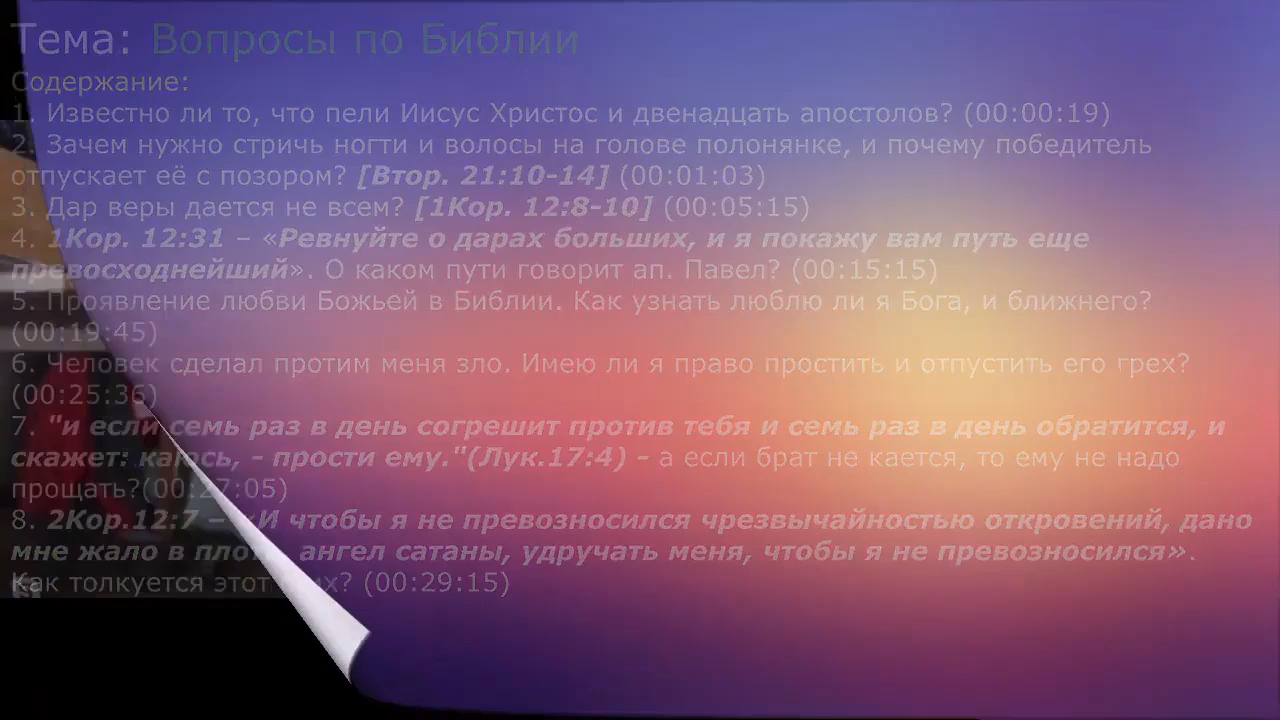 Тема: Вопросы по Библии
Содержание:
1. Известно ли то, что пели Иисус Христос и двенадцать апостолов? (00:00:19)
2. Зачем нужно стричь ногти и волосы на голове полонянке, и почему победитель
отпускает её с позором? [Втор. 21:10-14] (00:01:03)
3. Дар веры дается не всем? [1Кор. 12:8-10] (00:05:15)
4. 1Кор. 12:31 – «Ревнуйте о дарах больших, и я покажу вам путь еще
превосходнейший». О каком пути говорит ап. Павел? (00:15:15)
5. Проявление любви Божьей в Библии. Как узнать люблю ли я Бога, и ближнего?
(00:19:45)
6. Человек сделал протим меня зло. Имею ли я право простить и отпустить его грех?
(00:25:36)
7. "и если семь раз в день согрешит против тебя и семь раз в день обратится, и
скажет: каюсь, - прости ему."(Лук.17:4) - а если брат не кается, то ему не надо
прощать?(00:27:05)
8. 2Кор.12:7 – «И чтобы я не превозносился чрезвычайностью откровений, дано
мне жало в плоть, ангел сатаны, удручать меня, чтобы я не превозносился».
Как толкуется этот стих? (00:29:15)